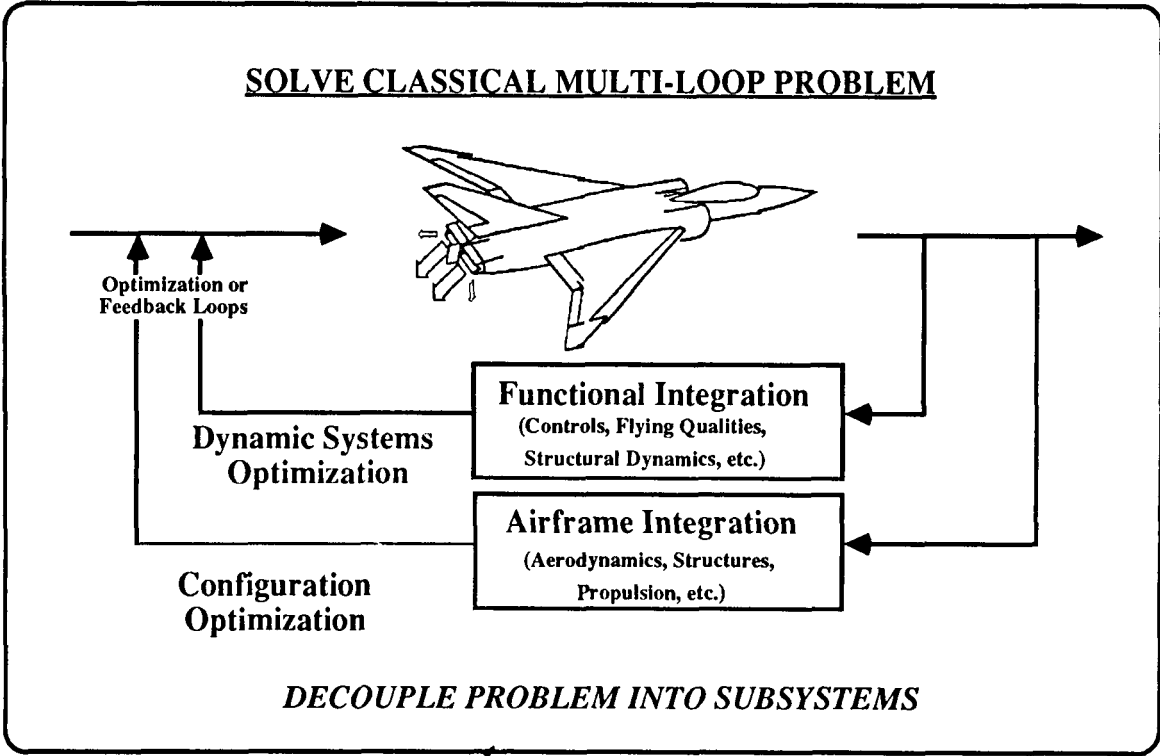 SOLVE CLASSICAL MULTI-LOOP PROBLEM
Optimization or
Feedback Loops
Functional Integration
(Controls, Flying Qualities,
Structural Dynamics, etc.)
Dynamic Systems
Optimization
Airframe Integration
(Aerodynamics, Structures,
Propulsion, etc.)
Configuration
Optimization
DECOUPLE PROBLEM INTO SUBSYSTEMS